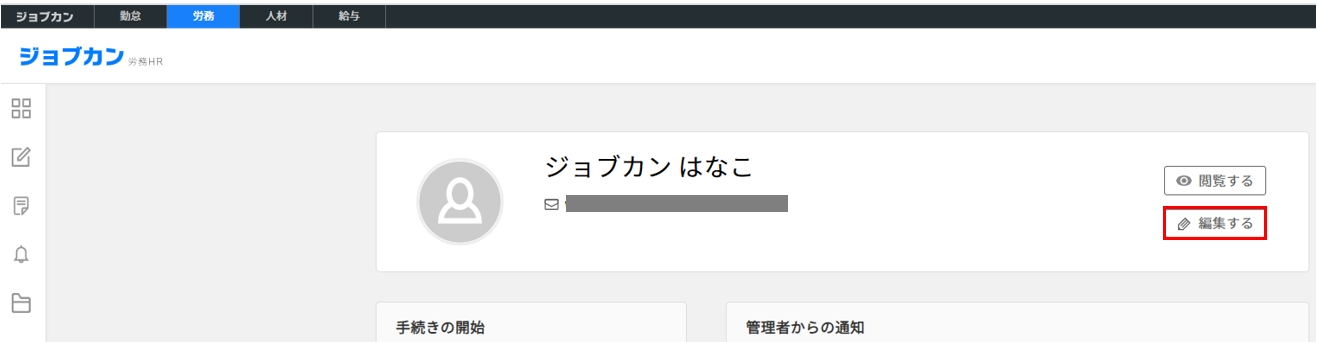 ジョブカン 勤怠 労務 人材 給与
ジョブカン 労務HR
ジョブカン はなこ
閲覧する
編集する
手続きの開始 管理者からの通知